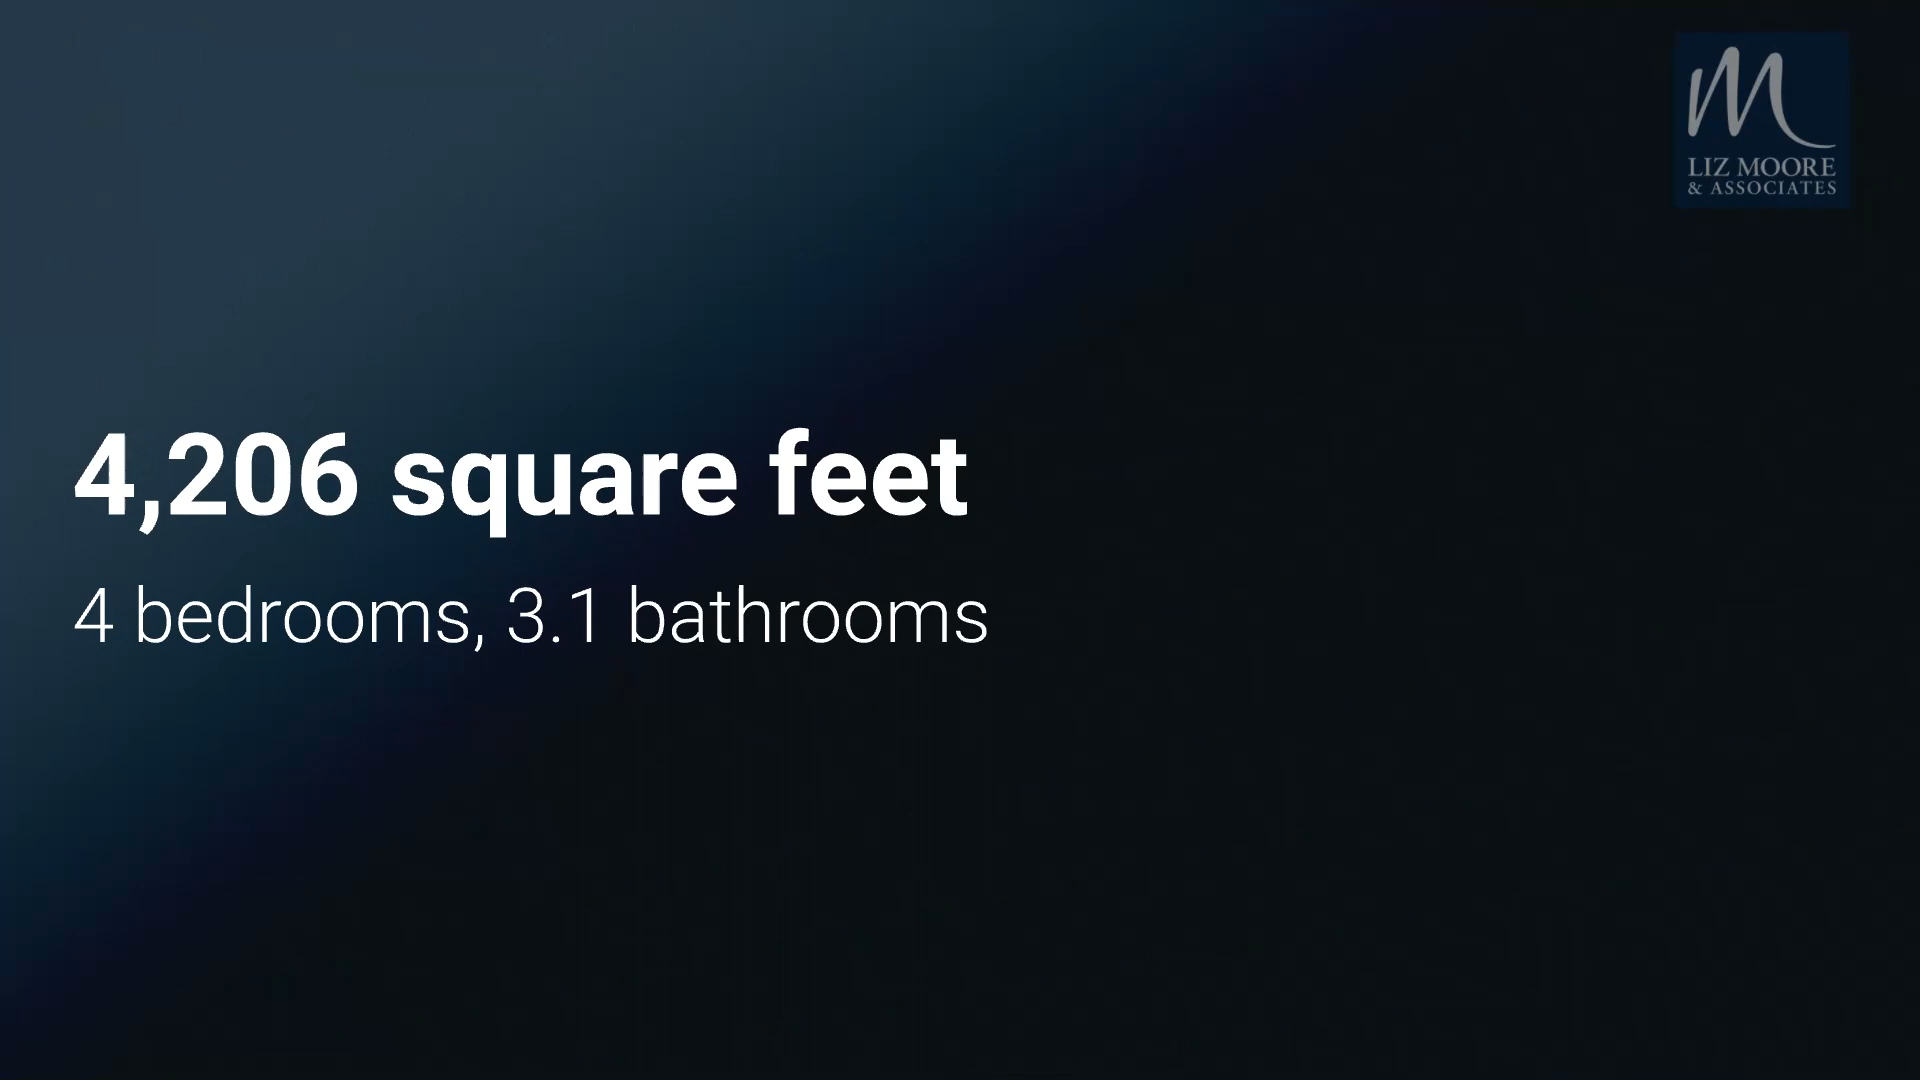 LIZ MOORE
& ASSOCIATES
4,206 square feet
4 bedrooms, 3.1 bathrooms